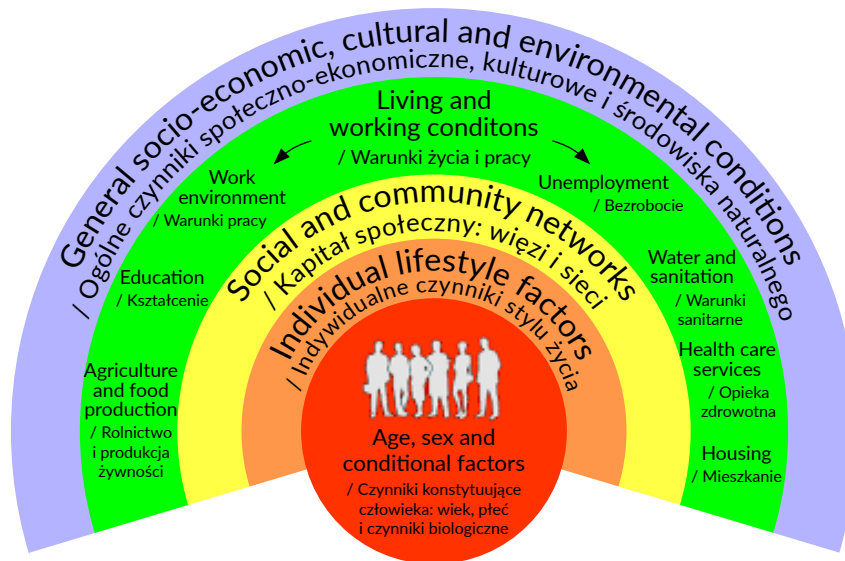 General socio-economic, cultural and environmental conditions
/ Ogólne czynniki społeczno-ekonomiczne, kulturowe i środowiska naturalnego
Living and
working conditons
/ Warunki życia i pracy
Work
environment
/ Warunki pracy
Unemployment
/ Bezrobocie
Education
/ Kształcenie
Water and
sanitation
/ Warunki
sanitarne
Agriculture
and food
production
/ Rolnictwo
i produkcja
żywności
Health care
services
/ Opieka
zdrowotna
Housing
/ Mieszkanie
Social and community networks
/ Kapitał społeczny: więzi i sieci
Individual lifestyle factors
/ Indywidualne czynniki stylu życia
Age, sex and
conditional factors
/ Czynniki konstytuujące
człowieka: wiek, płeć
i czynniki biologiczne